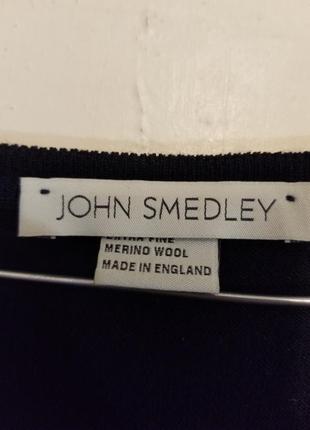 JOHN SMEDLEY
EXTRA FINE
MERINO WOOL
MADE IN ENGLAND